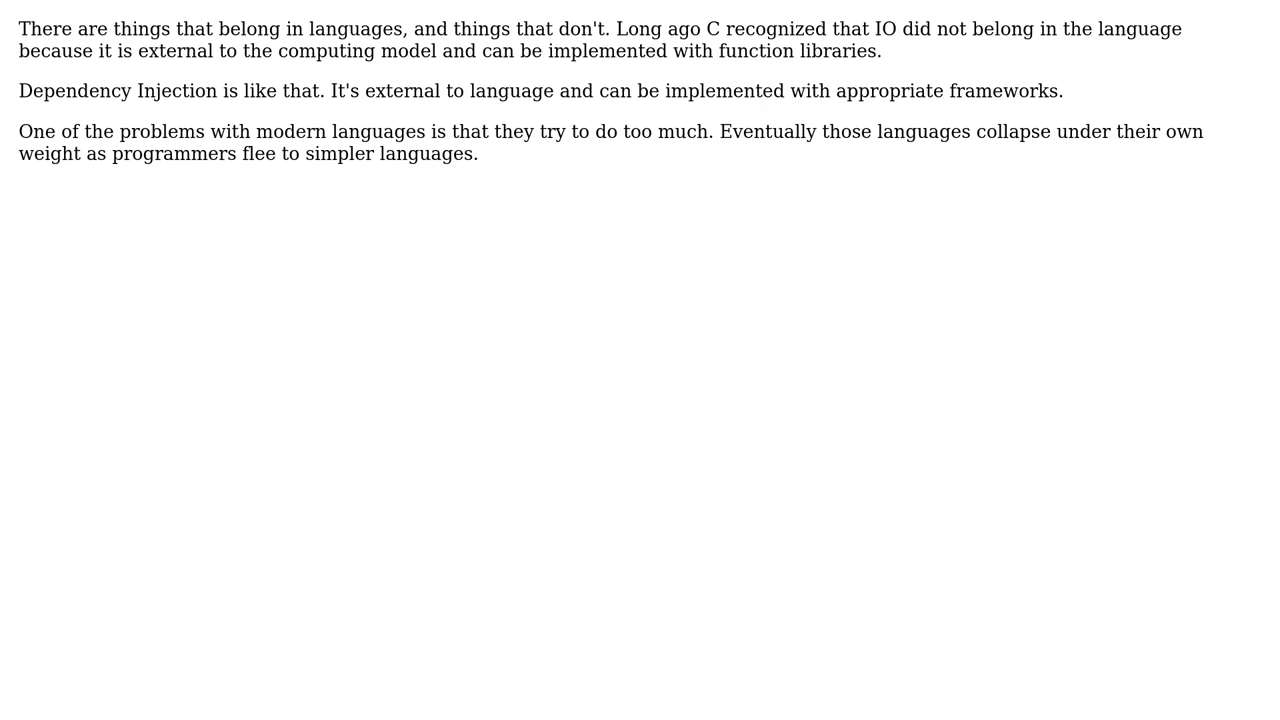 There are things that belong in languages, and things that don't. Long ago C recognized that IO did not belong in the language
because it is external to the computing model and can be implemented with function libraries.
Dependency Injection is like that. It's external to language and can be implemented with appropriate frameworks.
One of the problems with modern languages is that they try to do too much. Eventually those languages collapse under their own
weight as programmers flee to simpler languages.